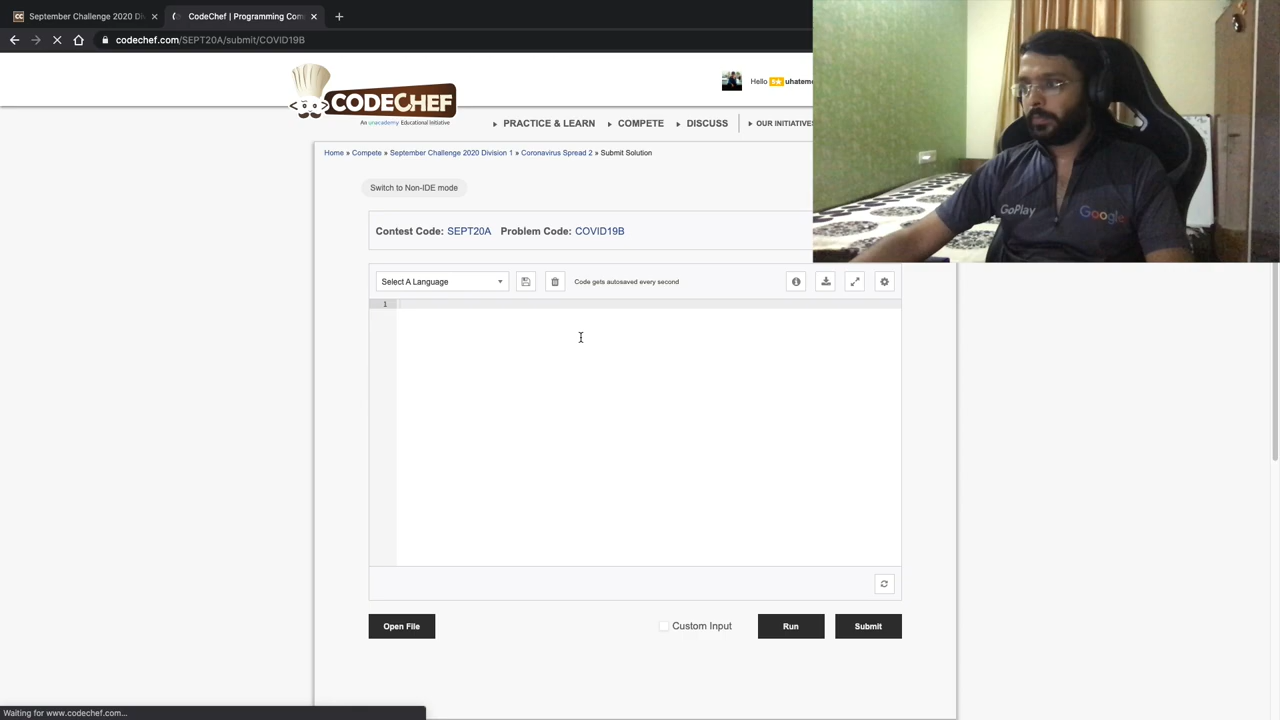 September Challenge 2020 Di
CodeChef | Programming Com
codechef.com/SEPT20A/submit/COVID19B
CODECHEF
An unacademy Educational Initiative
Hello 5★ uhatem
PRACTICE & LEARN
COMPETE
DISCUSS
OUR INITIATIVES
Home » Compete » September Challenge 2020 Division 1 » Coronavirus Spread 2 » Submit Solution
Switch to Non-IDE mode
Contest Code: SEPT20A Problem Code: COVID19B
Select A Language
Code gets autosaved every second
1
Open File
Custom Input
Run
Submit
Waiting for www.codechef.com...
GoPlay
Google